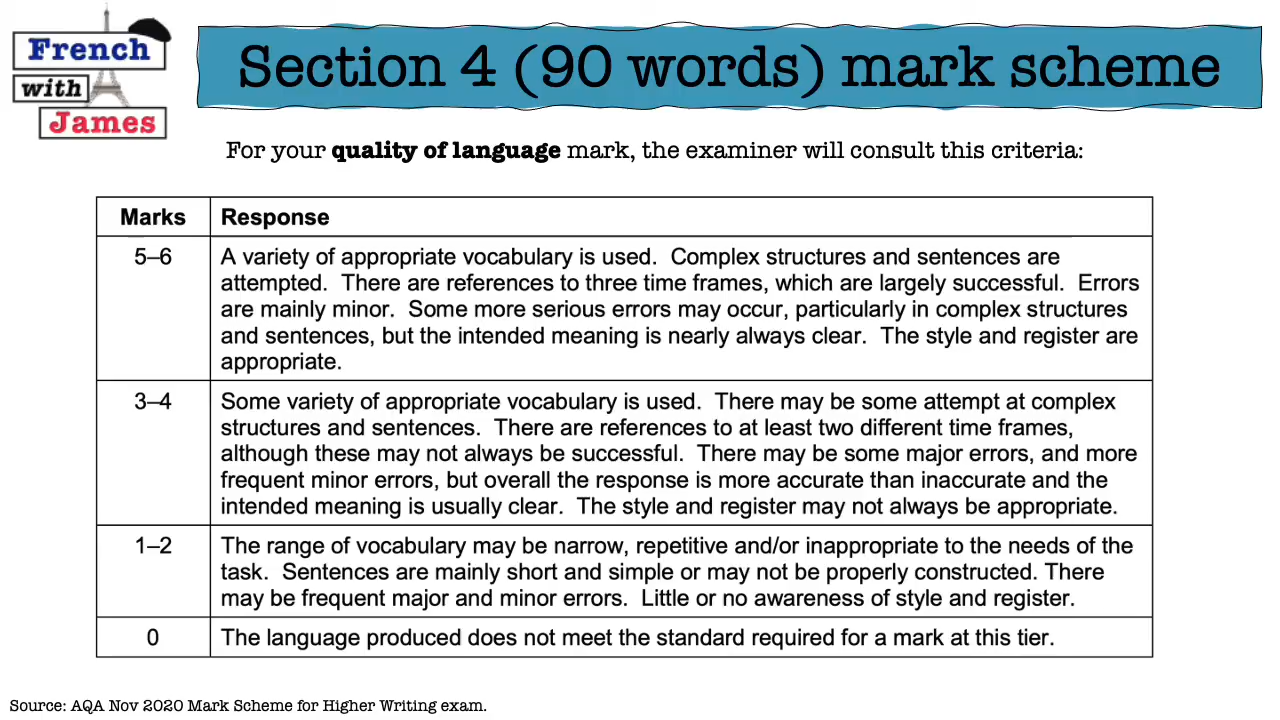 French
with
James
Section 4 (90 words) mark scheme
For your quality of language mark, the examiner will consult this criteria:
Marks Response
5–6 A variety of appropriate vocabulary is used. Complex structures and sentences are
attempted. There are references to three time frames, which are largely successful. Errors
are mainly minor. Some more serious errors may occur, particularly in complex structures
and sentences, but the intended meaning is nearly always clear. The style and register are
appropriate.
3–4 Some variety of appropriate vocabulary is used. There may be some attempt at complex
structures and sentences. There are references to at least two different time frames,
although these may not always be successful. There may be some major errors, and more
frequent minor errors, but overall the response is more accurate than inaccurate and the
intended meaning is usually clear. The style and register may not always be appropriate.
1–2 The range of vocabulary may be narrow, repetitive and/or inappropriate to the needs of the
task. Sentences are mainly short and simple or may not be properly constructed. There
may be frequent major and minor errors. Little or no awareness of style and register.
0 The language produced does not meet the standard required for a mark at this tier.
Source: AQA Nov 2020 Mark Scheme for Higher Writing exam.